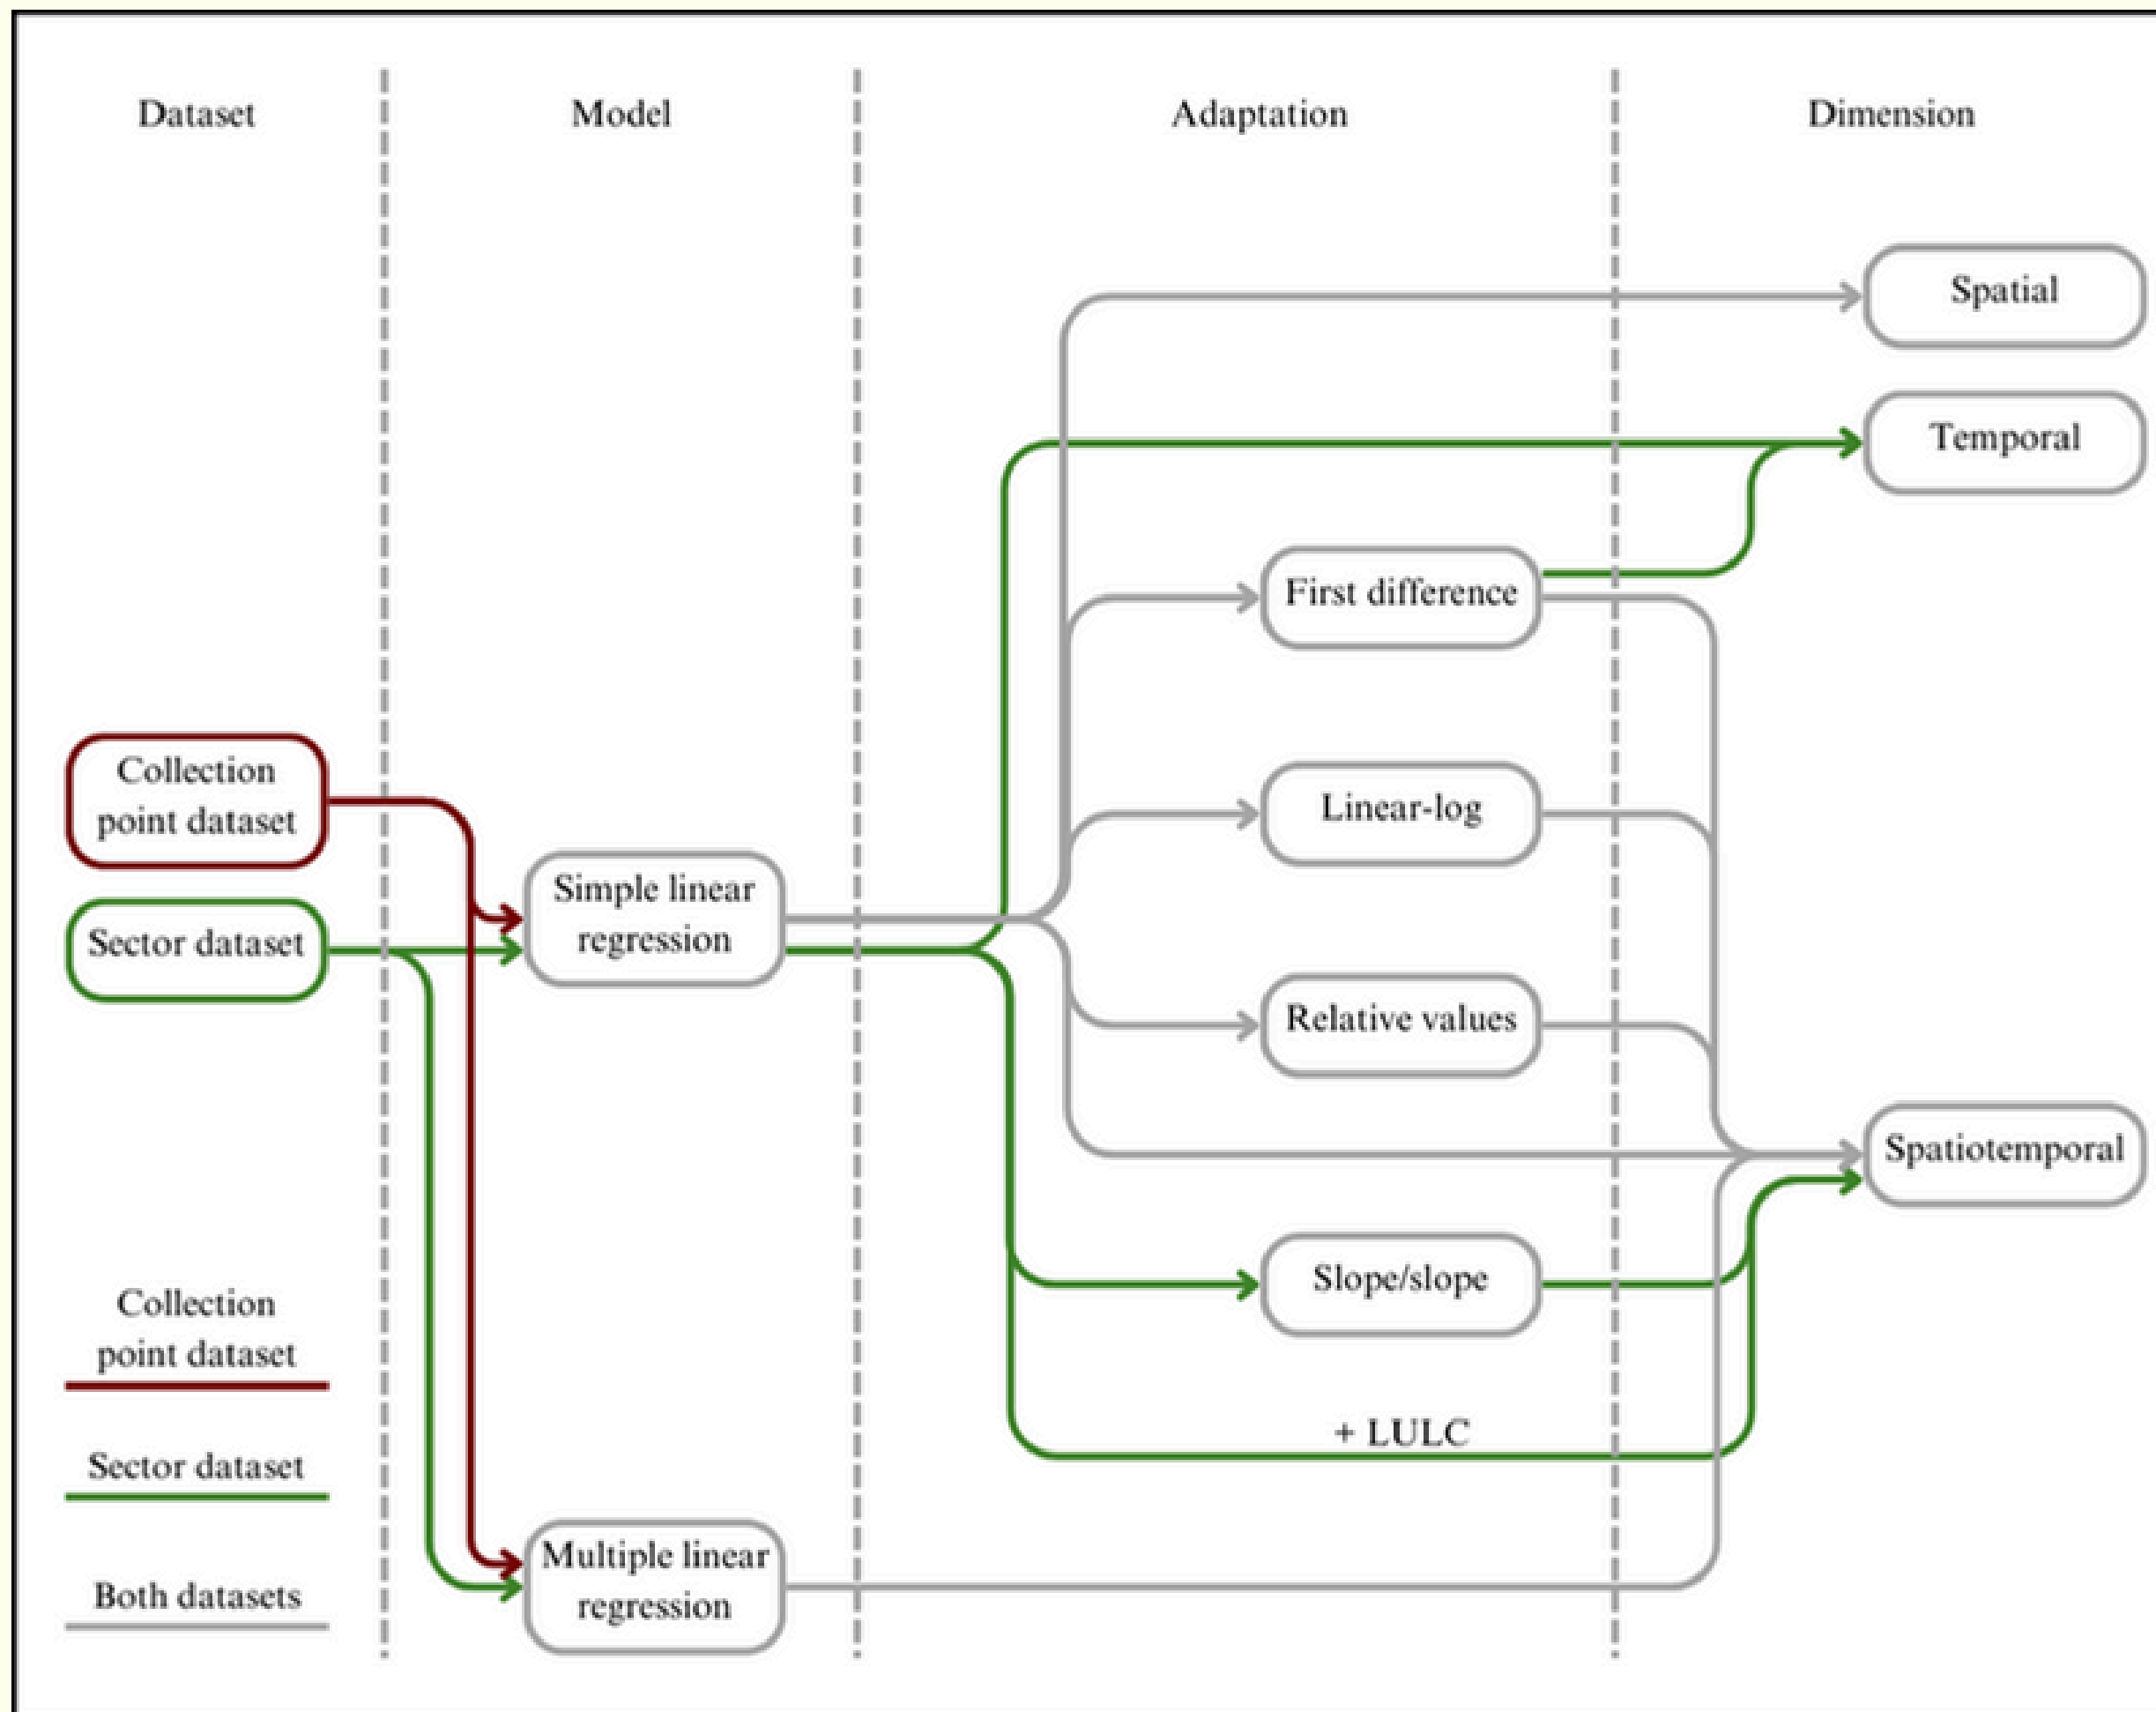 Dataset
Model
Adaptation
Dimension
Spatial
Temporal
First difference
Collection
point dataset
Linear-log
Simple linear
regression
Sector dataset
Relative values
Spatiotemporal
Slope/slope
Collection
point dataset
+ LULC
Sector dataset
Multiple linear
regression
Both datasets